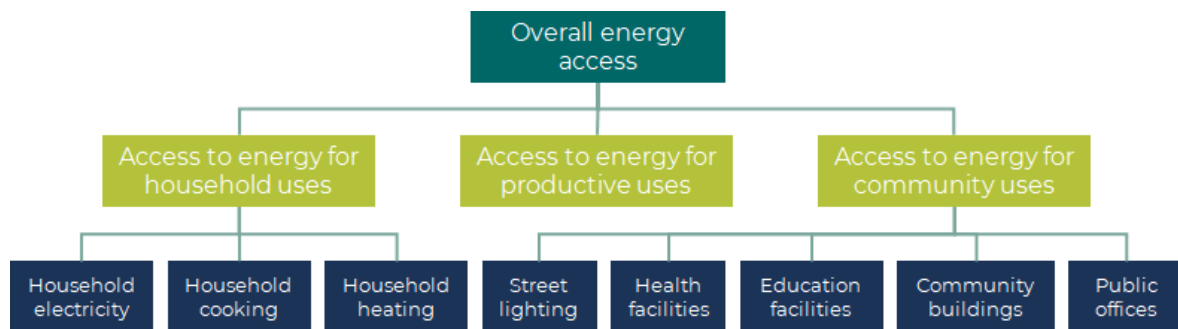 Overall energy
access
Access to energy for
household uses
Access to energy for
productive uses
Access to energy for
community uses
Household
electricity
Household
cooking
Household
heating
Street
lighting
Health
facilities
Education
facilities
Community
buildings
Public
offices